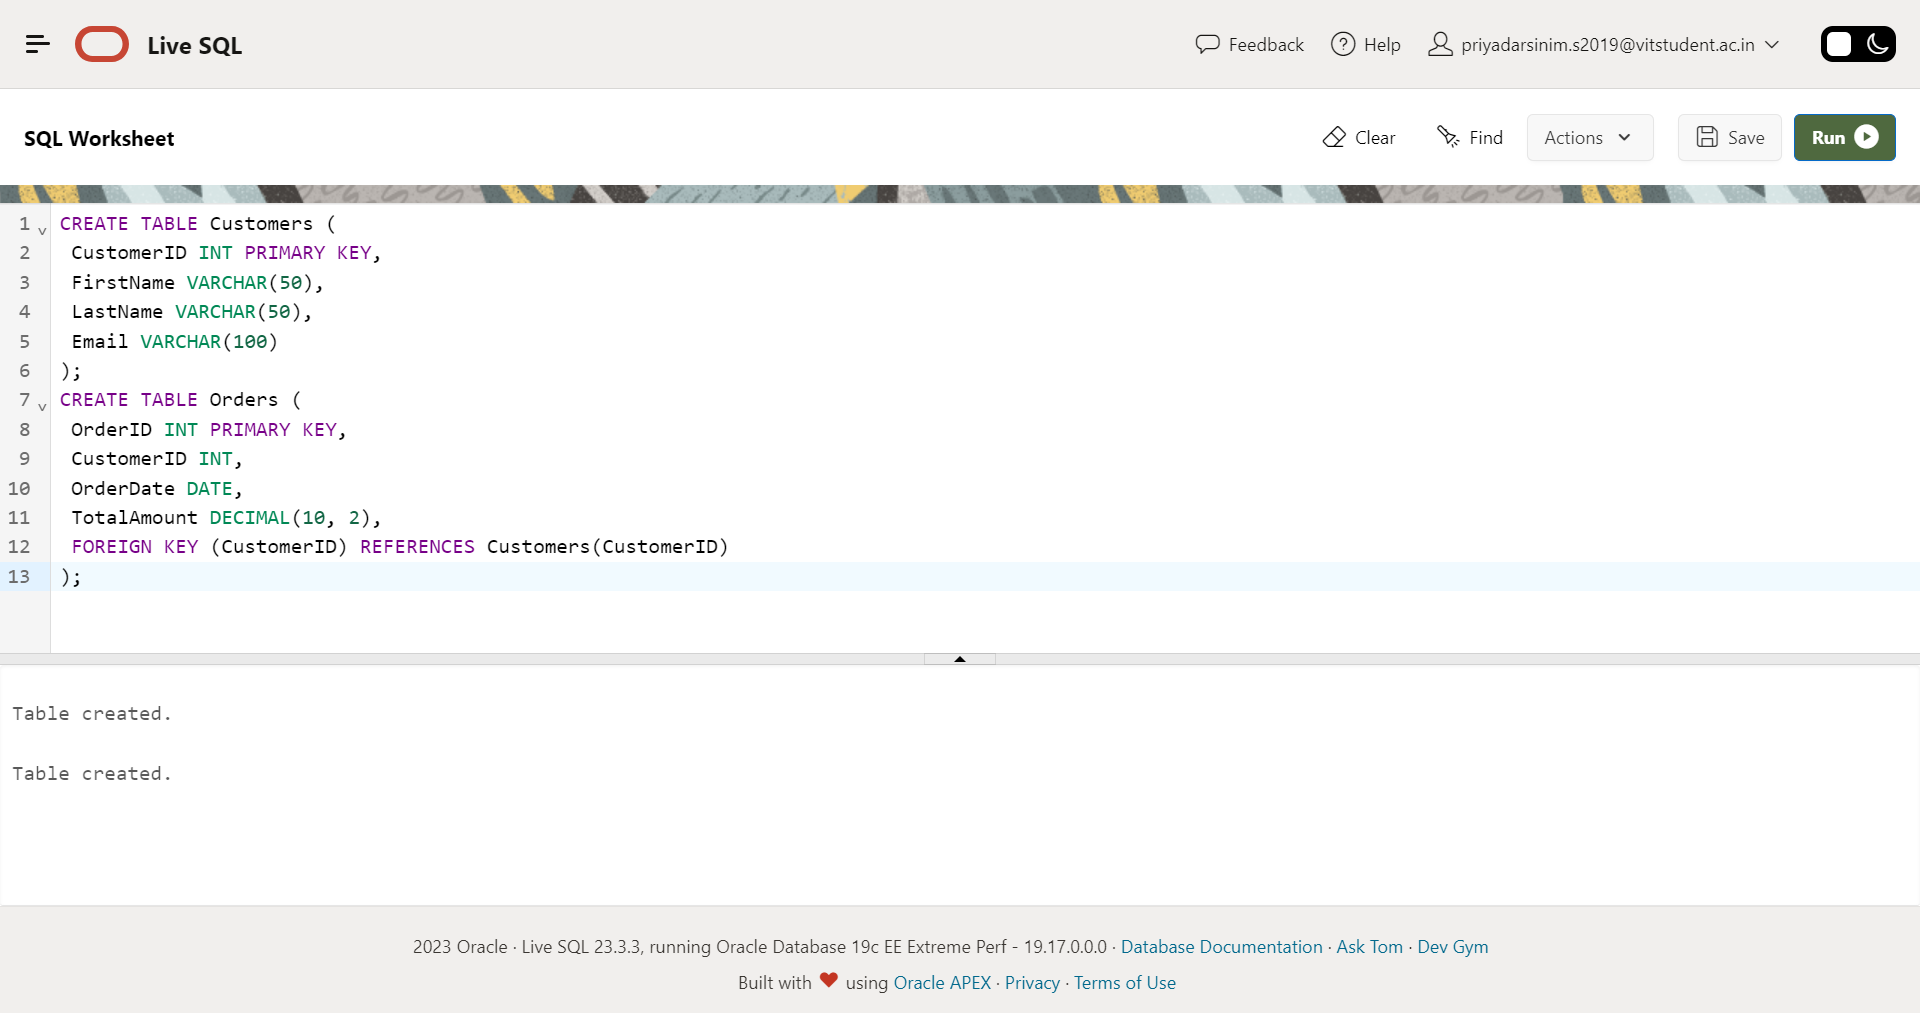 Live SQL
Feedback
Help
priyadarsinim.s2019@vitstudent.ac.in
SQL Worksheet
Clear
Find
Actions
Save
Run
1 CREATE TABLE Customers (
2 CustomerID INT PRIMARY KEY,
3 FirstName VARCHAR(50),
4 LastName VARCHAR(50),
5 Email VARCHAR(100)
6 );
7 CREATE TABLE Orders (
8 OrderID INT PRIMARY KEY,
9 CustomerID INT,
10 OrderDate DATE,
11 TotalAmount DECIMAL(10, 2),
12 FOREIGN KEY (CustomerID) REFERENCES Customers(CustomerID)
13 );
Table created.
Table created.
2023 Oracle · Live SQL 23.3.3, running Oracle Database 19c EE Extreme Perf - 19.17.0.0.0 · Database Documentation · Ask Tom · Dev Gym
Built with ❤ using Oracle APEX · Privacy · Terms of Use